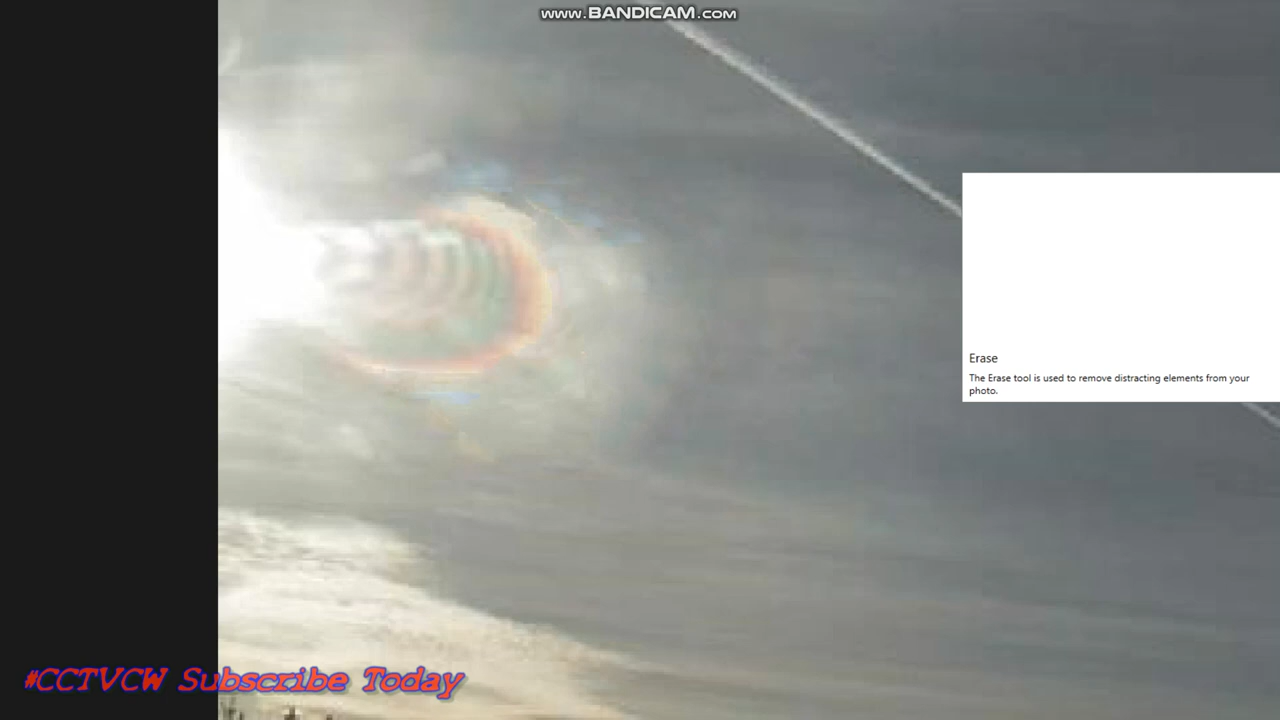 www.BANDICAM.com
Erase
The Erase tool is used to remove distracting elements from your
photo.
#CCTVCW Subscribe Today